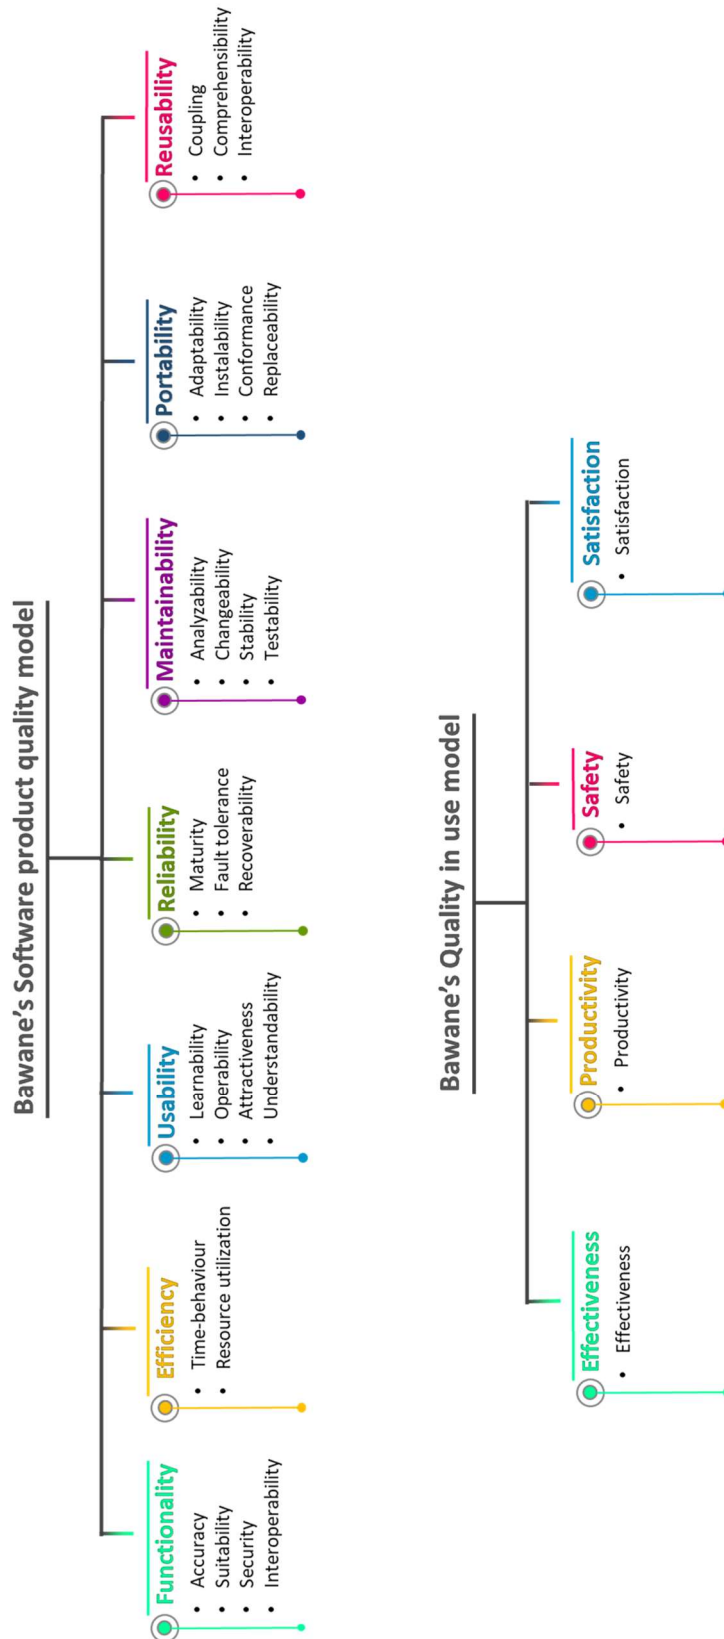 Bawane's Software product quality model
Functionality
• Accuracy
• Suitability
• Security
• Interoperability
Efficiency
• Time-behaviour
• Resource utilization
Usability
• Learnability
• Operability
• Attractiveness
• Understandability
Reliability
• Maturity
• Fault tolerance
• Recoverability
Maintainability
• Analyzability
• Changeability
• Stability
• Testability
Portability
• Adaptability
• Instalability
• Conformance
• Replaceability
Reusability
• Coupling
• Comprehensibility
• Interoperability
Bawane's Quality in use model
Effectiveness
• Effectiveness
Productivity
• Productivity
Safety
• Safety
Satisfaction
• Satisfaction